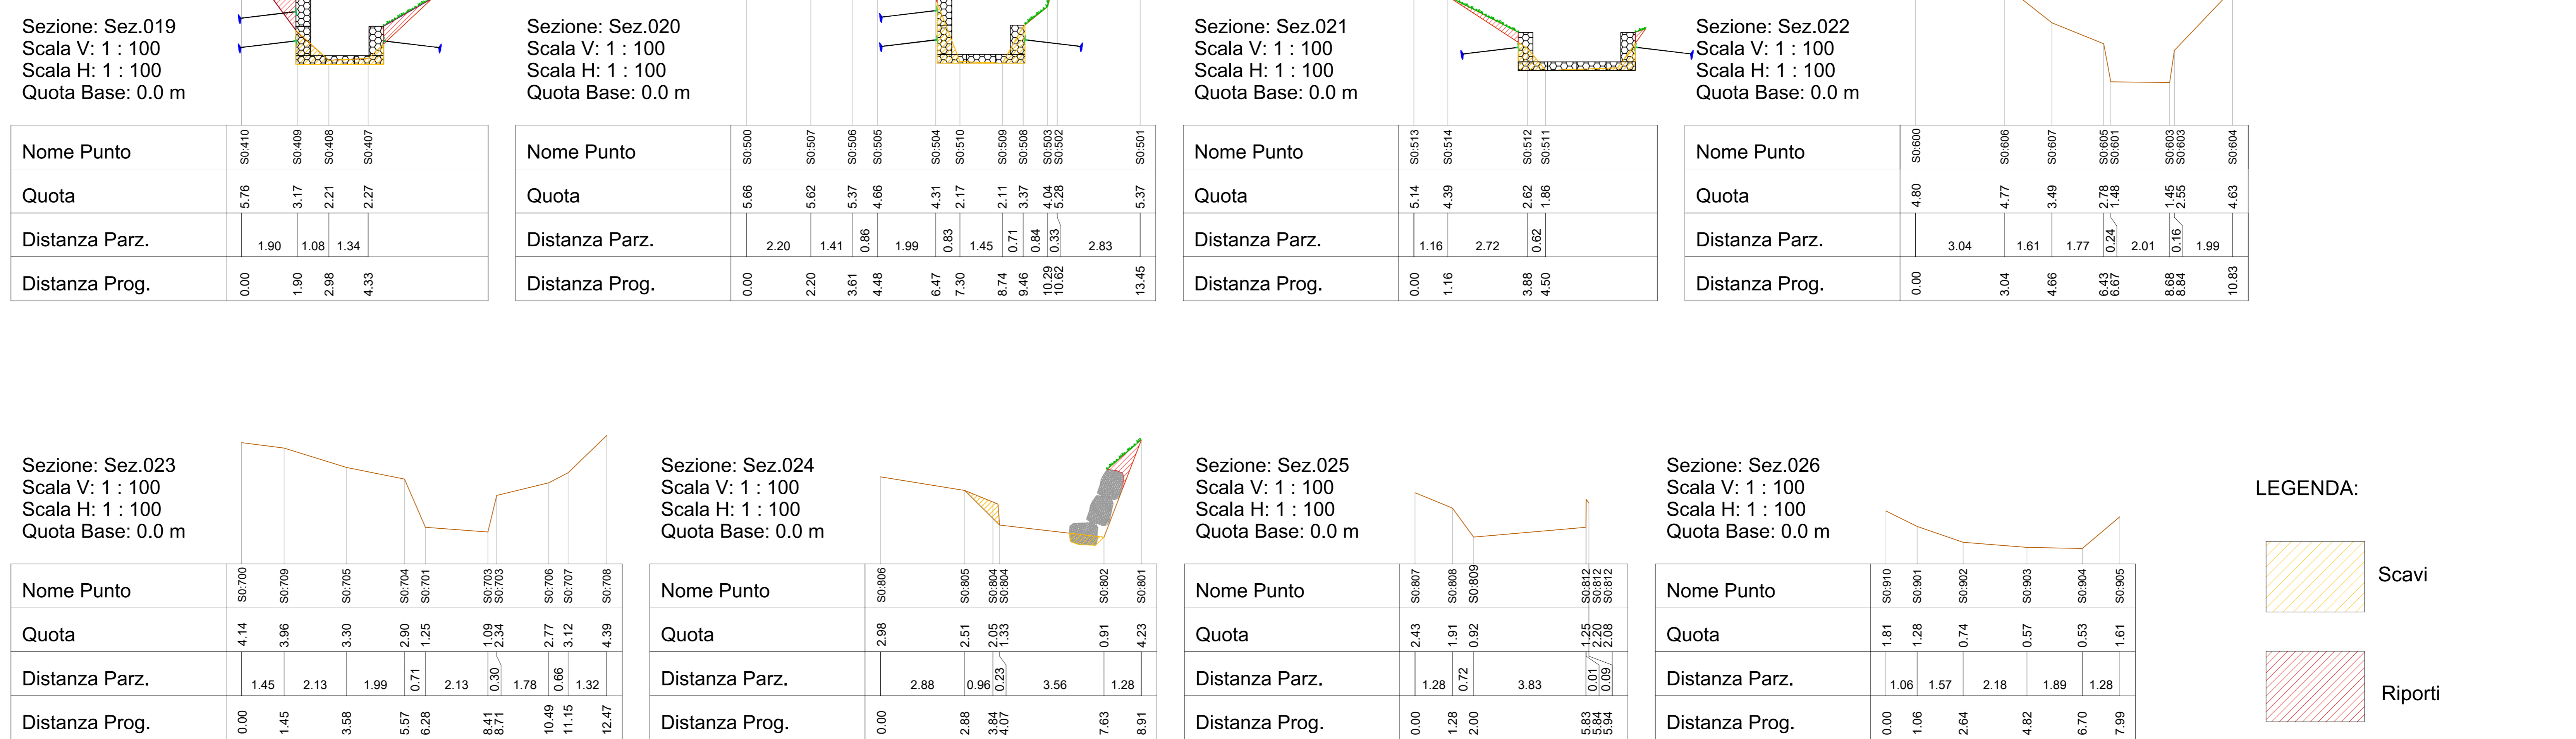 Sezione: Sez.019
Scala V: 1 : 100
Scala H: 1 : 100
Quota Base: 0.0 m
Nome Punto S0:410 S0:409 S0:408 S0:407
Quota 5.76 3.17 2.21 2.27
Distanza Parz. 1.90 1.08 1.34
Distanza Prog. 0.00 1.90 2.98 4.33
Sezione: Sez.020
Scala V: 1 : 100
Scala H: 1 : 100
Quota Base: 0.0 m
Nome Punto S0:500 S0:507 S0:506 S0:505 S0:504 S0:510 S0:509 S0:508 S0:503 S0:502 S0:501
Quota 5.66 5.62 5.37 4.66 4.31 2.17 2.11 3.37 4.04 5.28 5.37
Distanza Parz. 2.20 1.41 0.86 1.99 0.83 1.45 0.71 0.84 0.33 2.83
Distanza Prog. 0.00 2.20 3.61 4.48 6.47 7.30 8.74 9.46 10.29 10.62 13.45
Sezione: Sez.021
Scala V: 1 : 100
Scala H: 1 : 100
Quota Base: 0.0 m
Nome Punto S0:513 S0:514 S0:512 S0:511
Quota 5.14 4.39 2.62 1.86
Distanza Parz. 1.16 2.72 0.62
Distanza Prog. 0.00 1.16 3.88 4.50
Sezione: Sez.022
Scala V: 1 : 100
Scala H: 1 : 100
Quota Base: 0.0 m
Nome Punto S0:600 S0:606 S0:607 S0:605 S0:601 S0:603 S0:603 S0:604
Quota 4.80 4.77 3.49 2.78 1.48 1.45 2.55 4.63
Distanza Parz. 3.04 1.61 1.77 0.24 2.01 0.16 1.99
Distanza Prog. 0.00 3.04 4.66 6.43 6.67 8.68 8.84 10.83
Sezione: Sez.023
Scala V: 1 : 100
Scala H: 1 : 100
Quota Base: 0.0 m
Nome Punto S0:700 S0:709 S0:705 S0:704 S0:701 S0:703 S0:703 S0:706 S0:707 S0:708
Quota 4.14 3.96 3.30 2.90 1.25 1.09 2.34 2.77 3.12 4.39
Distanza Parz. 1.45 2.13 1.99 0.71 2.13 0.30 1.78 0.66 1.32
Distanza Prog. 0.00 1.45 3.58 5.57 6.28 8.41 8.71 10.49 11.15 12.47
Sezione: Sez.024
Scala V: 1 : 100
Scala H: 1 : 100
Quota Base: 0.0 m
Nome Punto S0:806 S0:805 S0:804 S0:804 S0:802 S0:801
Quota 2.98 2.51 2.05 1.33 0.91 4.23
Distanza Parz. 2.88 0.96 0.23 3.56 1.28
Distanza Prog. 0.00 2.88 3.84 4.07 7.63 8.91
Sezione: Sez.025
Scala V: 1 : 100
Scala H: 1 : 100
Quota Base: 0.0 m
Nome Punto S0:807 S0:808 S0:809 S0:812 S0:812 S0:812
Quota 2.43 1.91 0.92 1.25 2.20 2.08
Distanza Parz. 1.28 0.72 3.83 0.01 0.09
Distanza Prog. 0.00 1.28 2.00 5.83 5.84 5.94
Sezione: Sez.026
Scala V: 1 : 100
Scala H: 1 : 100
Quota Base: 0.0 m
Nome Punto S0:910 S0:901 S0:902 S0:903 S0:904 S0:905
Quota 1.81 1.28 0.74 0.57 0.53 1.61
Distanza Parz. 1.06 1.57 2.18 1.89 1.28
Distanza Prog. 0.00 1.06 2.64 4.82 6.70 7.99
LEGENDA:
Scavi
Riporti